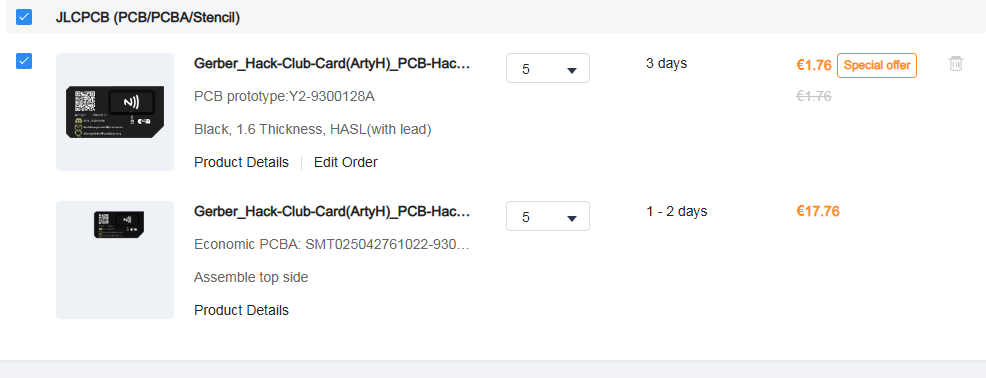 JLCPCB (PCB/PCBA/Stencil)
Gerber_Hack-Club-Card(ArtyH)_PCB-Hac…
5
3 days
€1.76 Special offer
PCB prototype:Y2-9300128A
€1.76
Black, 1.6 Thickness, HASL(with lead)
Product Details Edit Order
Gerber_Hack-Club-Card(ArtyH)_PCB-Hac…
5
1 - 2 days
€17.76
Economic PCBA: SMT025042761022-930…
Assemble top side
Product Details